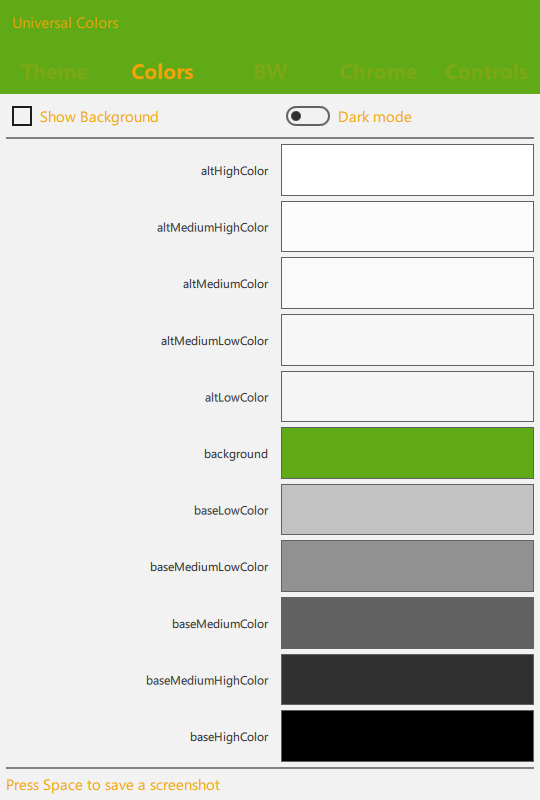 Universal Colors
Theme Colors BW Chrome Controls
Show Background Dark mode
altHighColor
altMediumHighColor
altMediumColor
altMediumLowColor
altLowColor
background
baseLowColor
baseMediumLowColor
baseMediumColor
baseMediumHighColor
baseHighColor
Press Space to save a screenshot